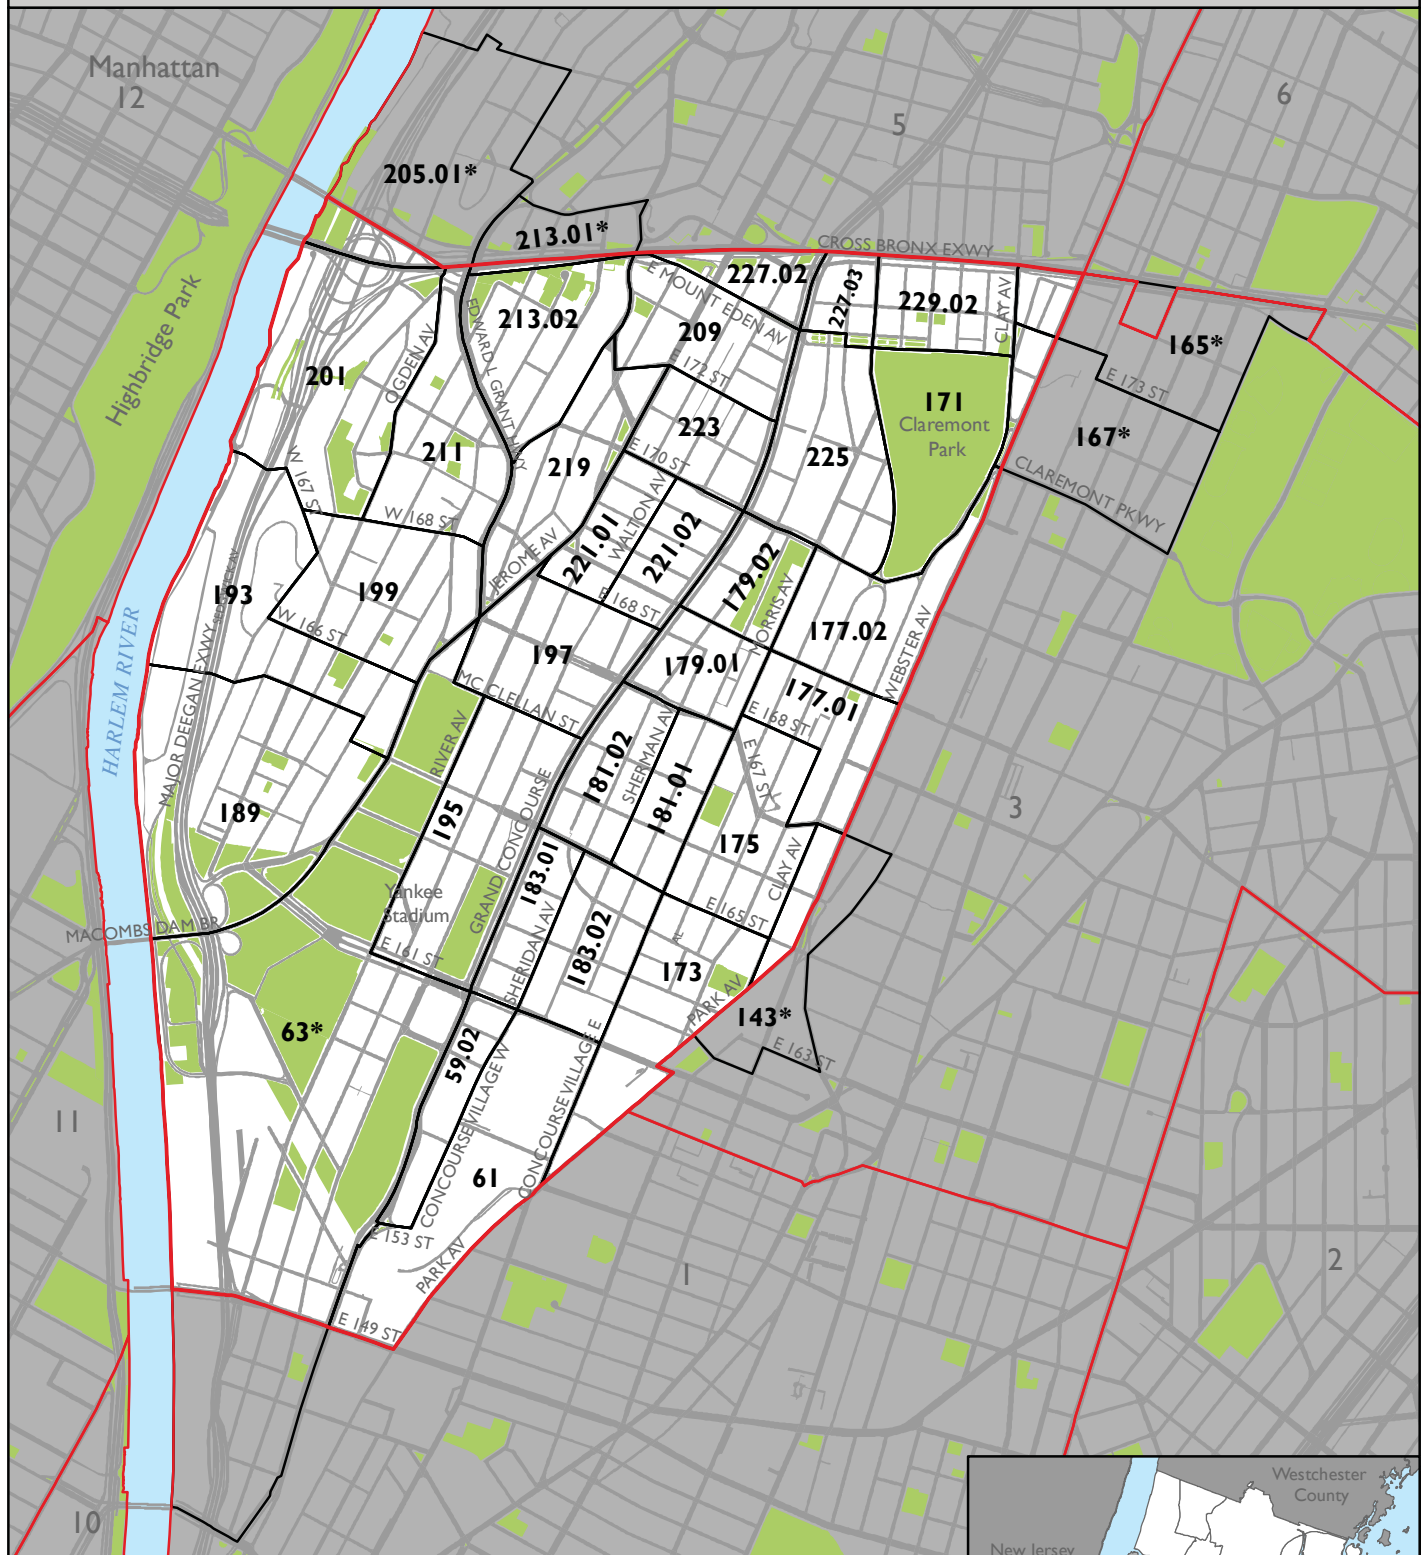 Manhattan
12
6
5
205.01*
213.01*
CROSS BRONX EXWY
E MOUNT EDEN AV
227.02
227.03
229.02
CLAY AV
Highbridge Park
EDWARD L GRANT HWY
213.02
209
165*
OGDEN AV
201
E 172 ST
E 173 ST
171
Claremont
Park
223
167*
211
219
E 170 ST
225
W 167 ST
CLAREMONT PKWY
WALTON AV
W 168 ST
221.01
221.02
JEROME AV
179.02
193
SEDGWICK AV
199
E 168 ST
MORRIS AV
W 166 ST
177.02
HARLEM RIVER
197
179.01
WEBSTER AV
MAJOR DEEGAN EXWY
MC CLELLAN ST
177.01
RIVER AV
E 168 ST
181.02
SHERMAN AV
E 167 ST
181.01
189
195
GRAND CONCOURSE
3
175
183.01
CLAY AV
Yankee
Stadium
E 165 ST
MACOMBS DAM BR
SHERIDAN AV
183.02
AL
E 161 ST
173
PARK AV
63*
143*
59.02
E 163 ST
CONCOURSE VILLAGE W
CONCOURSE VILLAGE E
11
61
E 153 ST
PARK AV
1
2
E 149 ST
10
Westchester
County
New Jersey